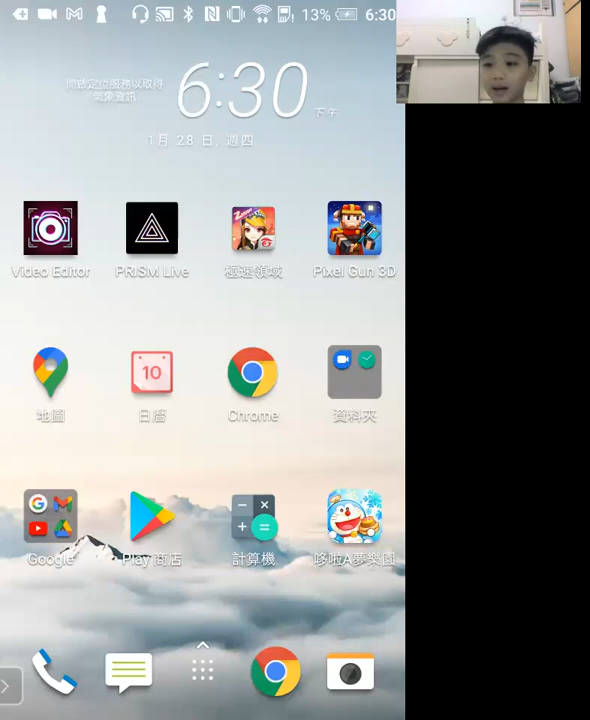 13% 6:30
開啟定位服務以取得
氣象資訊
6:30
下午
1月 28 日, 週四
Video Editor
PRISM Live
極速領域
Pixel Gun 3D
10
地圖
日曆
Chrome
資料夾
Google
Play 商店
計算機
哆啦A夢樂園